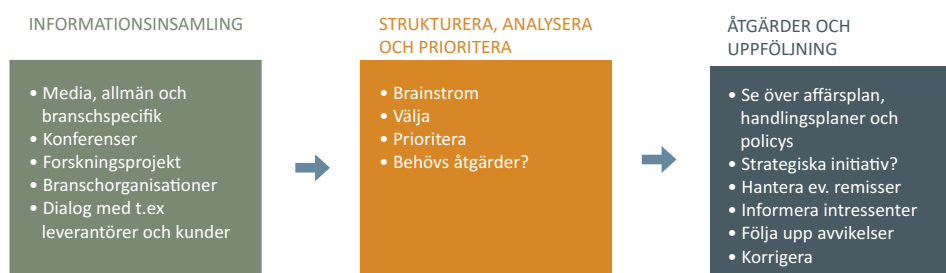 INFORMATIONSINSAMLING
• Media, allmän och
branschspecifik
• Konferenser
• Forskningsprojekt
• Branschorganisationer
• Dialog med t.ex
leverantörer och kunder
STRUKTURERA, ANALYSERA
OCH PRIORITERA
• Brainstrom
• Välja
• Prioritera
• Behövs åtgärder?
ÅTGÄRDER OCH
UPPFÖLJNING
• Se över affärsplan,
handlingsplaner och
policys
• Strategiska initiativ?
• Hantera ev. remisser
• Informera intressenter
• Följa upp avvikelser
• Korrigera